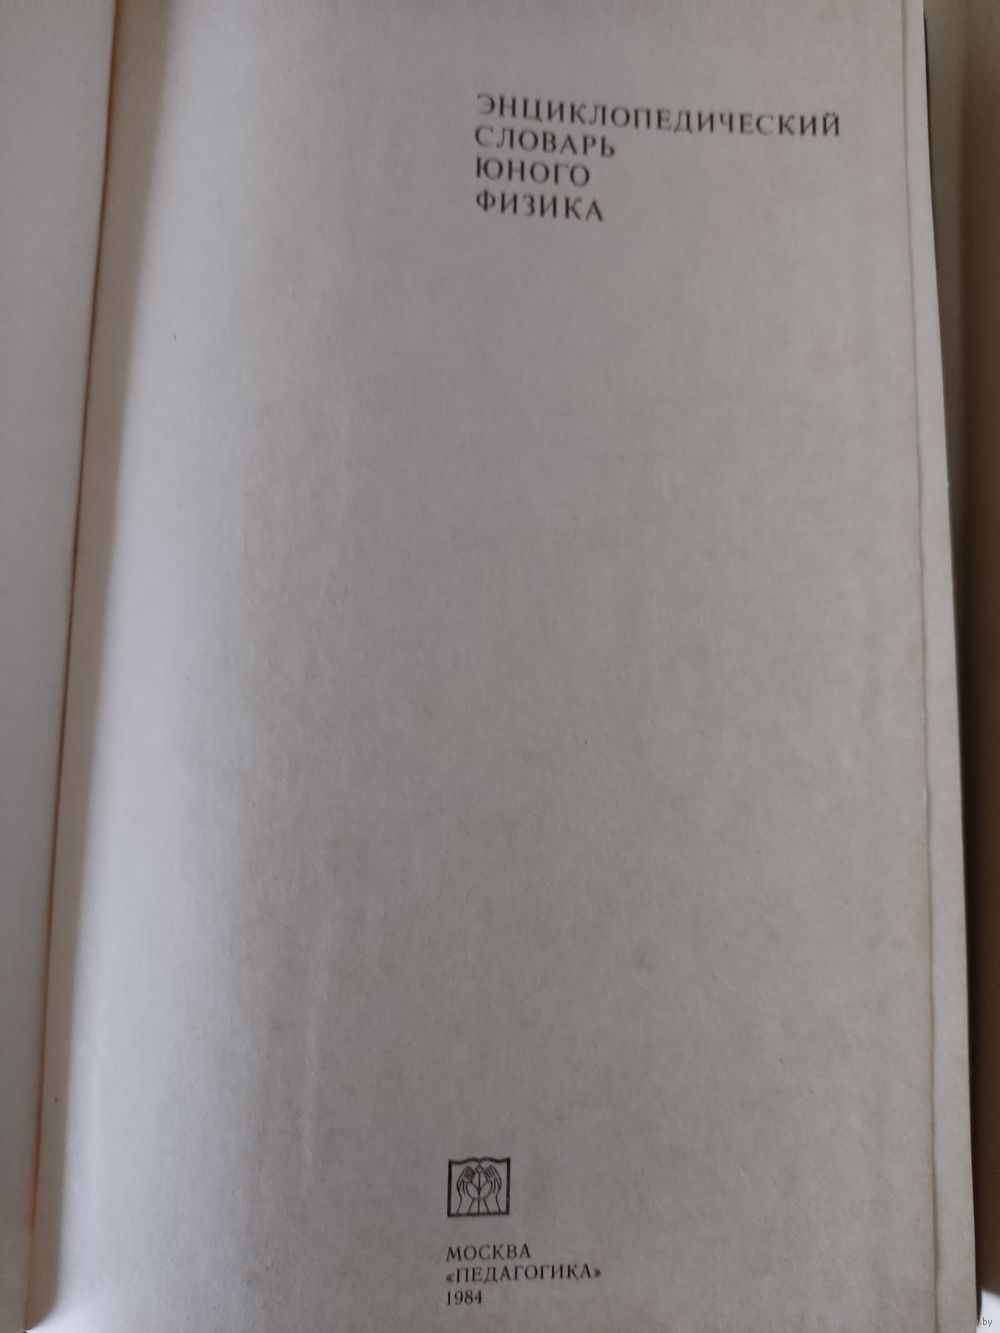 ЭНЦИКЛОПЕДИЧЕСКИЙ
СЛОВАРЬ
ЮНОГО
ФИЗИКА
МОСКВА
«ПЕДАГОГИКА»
1984